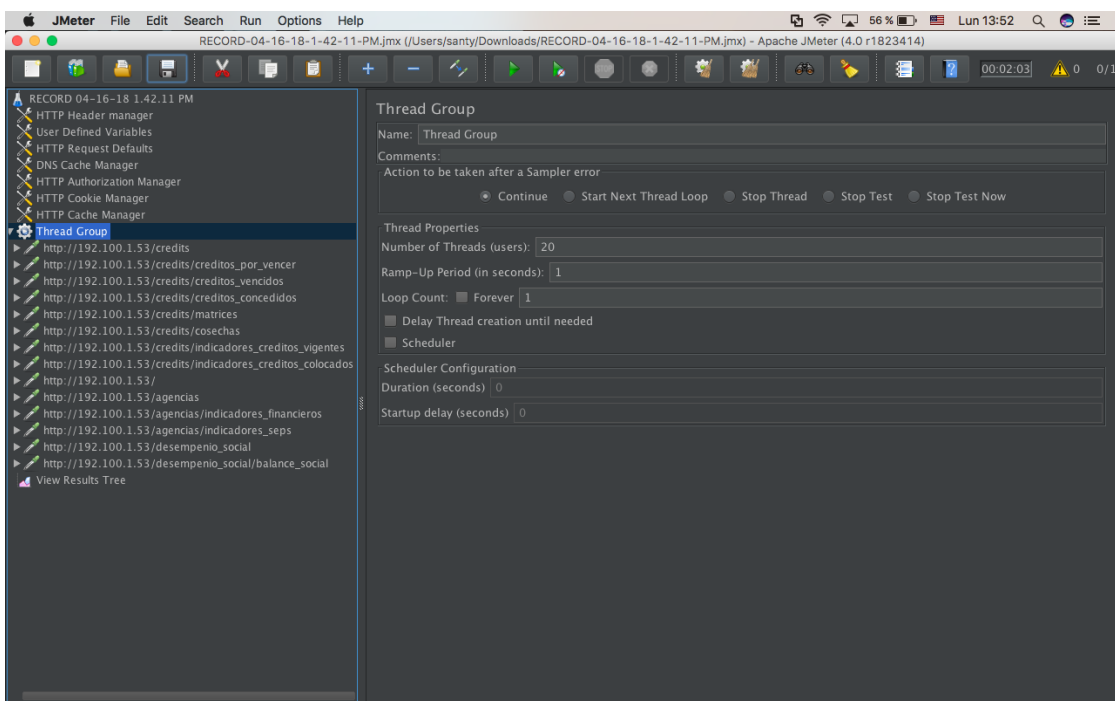 JMeter File Edit Search Run Options Help 56 % Lun 13:52
RECORD-04-16-18-1-42-11-PM.jmx (/Users/santy/Downloads/RECORD-04-16-18-1-42-11-PM.jmx) - Apache JMeter (4.0 r1823414)
00:02:03 0 0/1
RECORD 04-16-18 1.42.11 PM
HTTP Header manager
User Defined Variables
HTTP Request Defaults
DNS Cache Manager
HTTP Authorization Manager
HTTP Cookie Manager
HTTP Cache Manager
Thread Group
http://192.100.1.53/credits
http://192.100.1.53/credits/creditos_por_vencer
http://192.100.1.53/credits/creditos_vencidos
http://192.100.1.53/credits/creditos_concedidos
http://192.100.1.53/credits/matrices
http://192.100.1.53/credits/cosechas
http://192.100.1.53/credits/indicadores_creditos_vigentes
http://192.100.1.53/credits/indicadores_creditos_colocados
http://192.100.1.53/
http://192.100.1.53/agencias
http://192.100.1.53/agencias/indicadores_financieros
http://192.100.1.53/agencias/indicadores_seps
http://192.100.1.53/desempenio_social
http://192.100.1.53/desempenio_social/balance_social
View Results Tree
Thread Group
Name: Thread Group
Comments:
Action to be taken after a Sampler error
Continue Start Next Thread Loop Stop Thread Stop Test Stop Test Now
Thread Properties
Number of Threads (users): 20
Ramp-Up Period (in seconds): 1
Loop Count: Forever 1
Delay Thread creation until needed
Scheduler
Scheduler Configuration
Duration (seconds) 0
Startup delay (seconds) 0